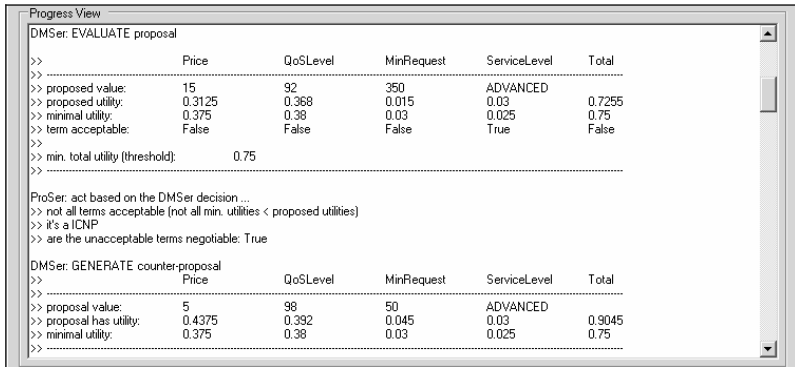 Progress View
DMSer: EVALUATE proposal
>> Price QoSLevel MinRequest ServiceLevel Total
>> ----------------------------------------------------------------
>> proposed value: 15 92 350 ADVANCED
>> proposed utility: 0.3125 0.368 0.015 0.03 0.7255
>> minimal utility: 0.375 0.38 0.03 0.025 0.75
>> term acceptable: False False False True False
>>
>> min. total utility (threshold): 0.75
>> ----------------------------------------------------------------
ProSer: act based on the DMSer decision ...
>> not all terms acceptable (not all min. utilities < proposed utilities)
>> it's a ICNP
>> are the unacceptable terms negotiable: True
DMSer: GENERATE counter-proposal
>> Price QoSLevel MinRequest ServiceLevel Total
>> ----------------------------------------------------------------
>> proposal value: 5 98 50 ADVANCED
>> proposal has utility: 0.4375 0.392 0.045 0.03 0.9045
>> minimal utility: 0.375 0.38 0.03 0.025 0.75
>> ----------------------------------------------------------------